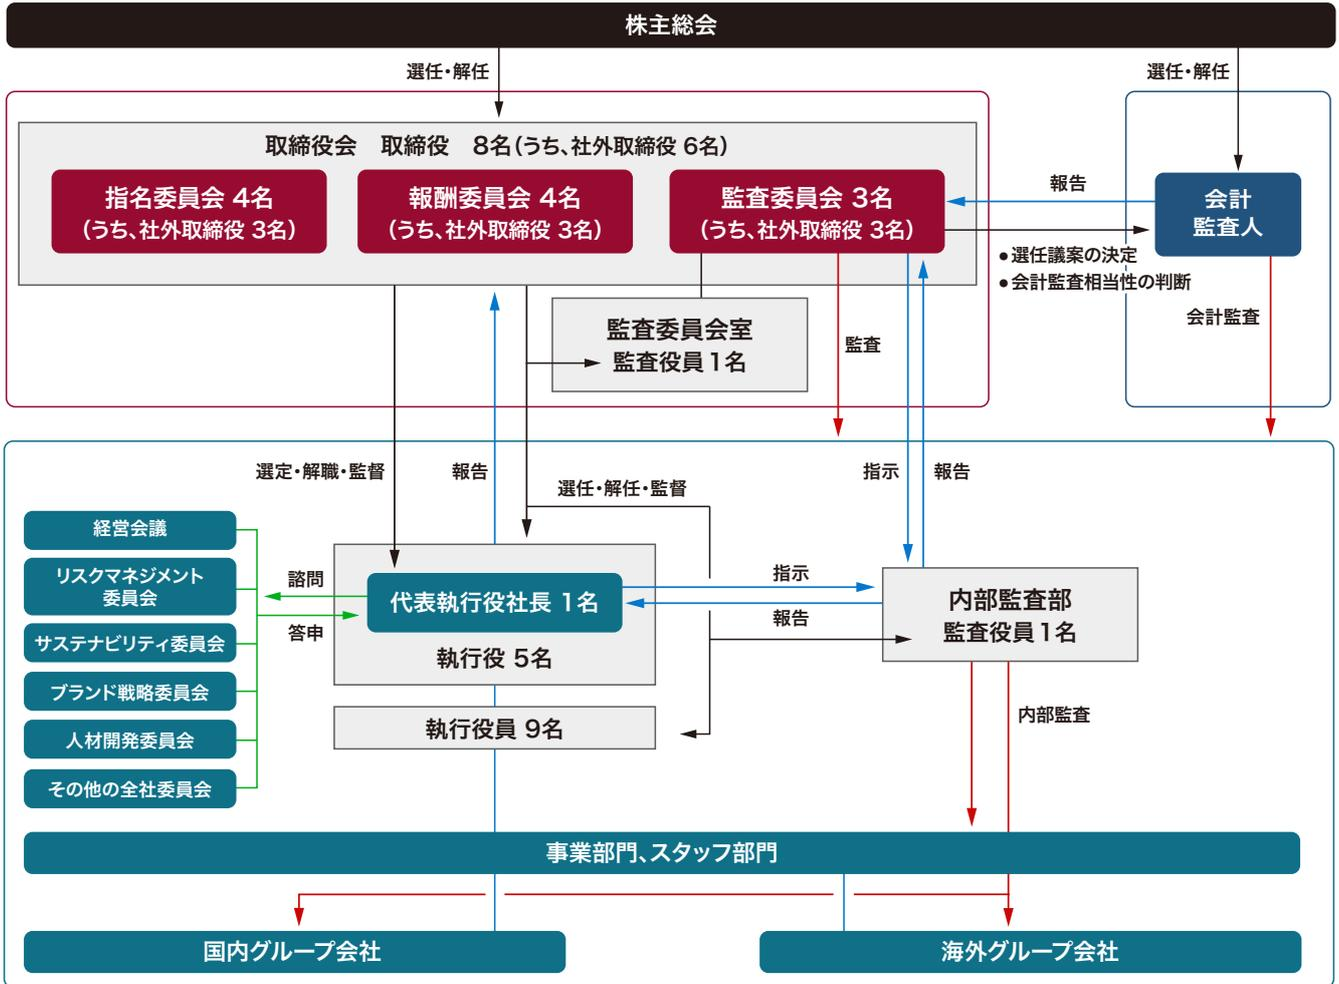 株主総会
選任・解任
選任・解任
取締役会　取締役　8名(うち、社外取締役 6名)
指名委員会 4名
(うち、社外取締役 3名)
報酬委員会 4名
(うち、社外取締役 3名)
監査委員会 3名
(うち、社外取締役 3名)
報告
会計
監査人
●選任議案の決定
●会計監査相当性の判断
会計監査
監査委員会室
監査役員1名
監査
選定・解職・監督
報告
選任・解任・監督
指示
報告
経営会議
リスクマネジメント
委員会
サステナビリティ委員会
ブランド戦略委員会
人材開発委員会
その他の全社委員会
諮問
答申
代表執行役社長 1名
執行役 5名
執行役員 9名
指示
報告
内部監査部
監査役員1名
内部監査
事業部門、スタッフ部門
国内グループ会社
海外グループ会社